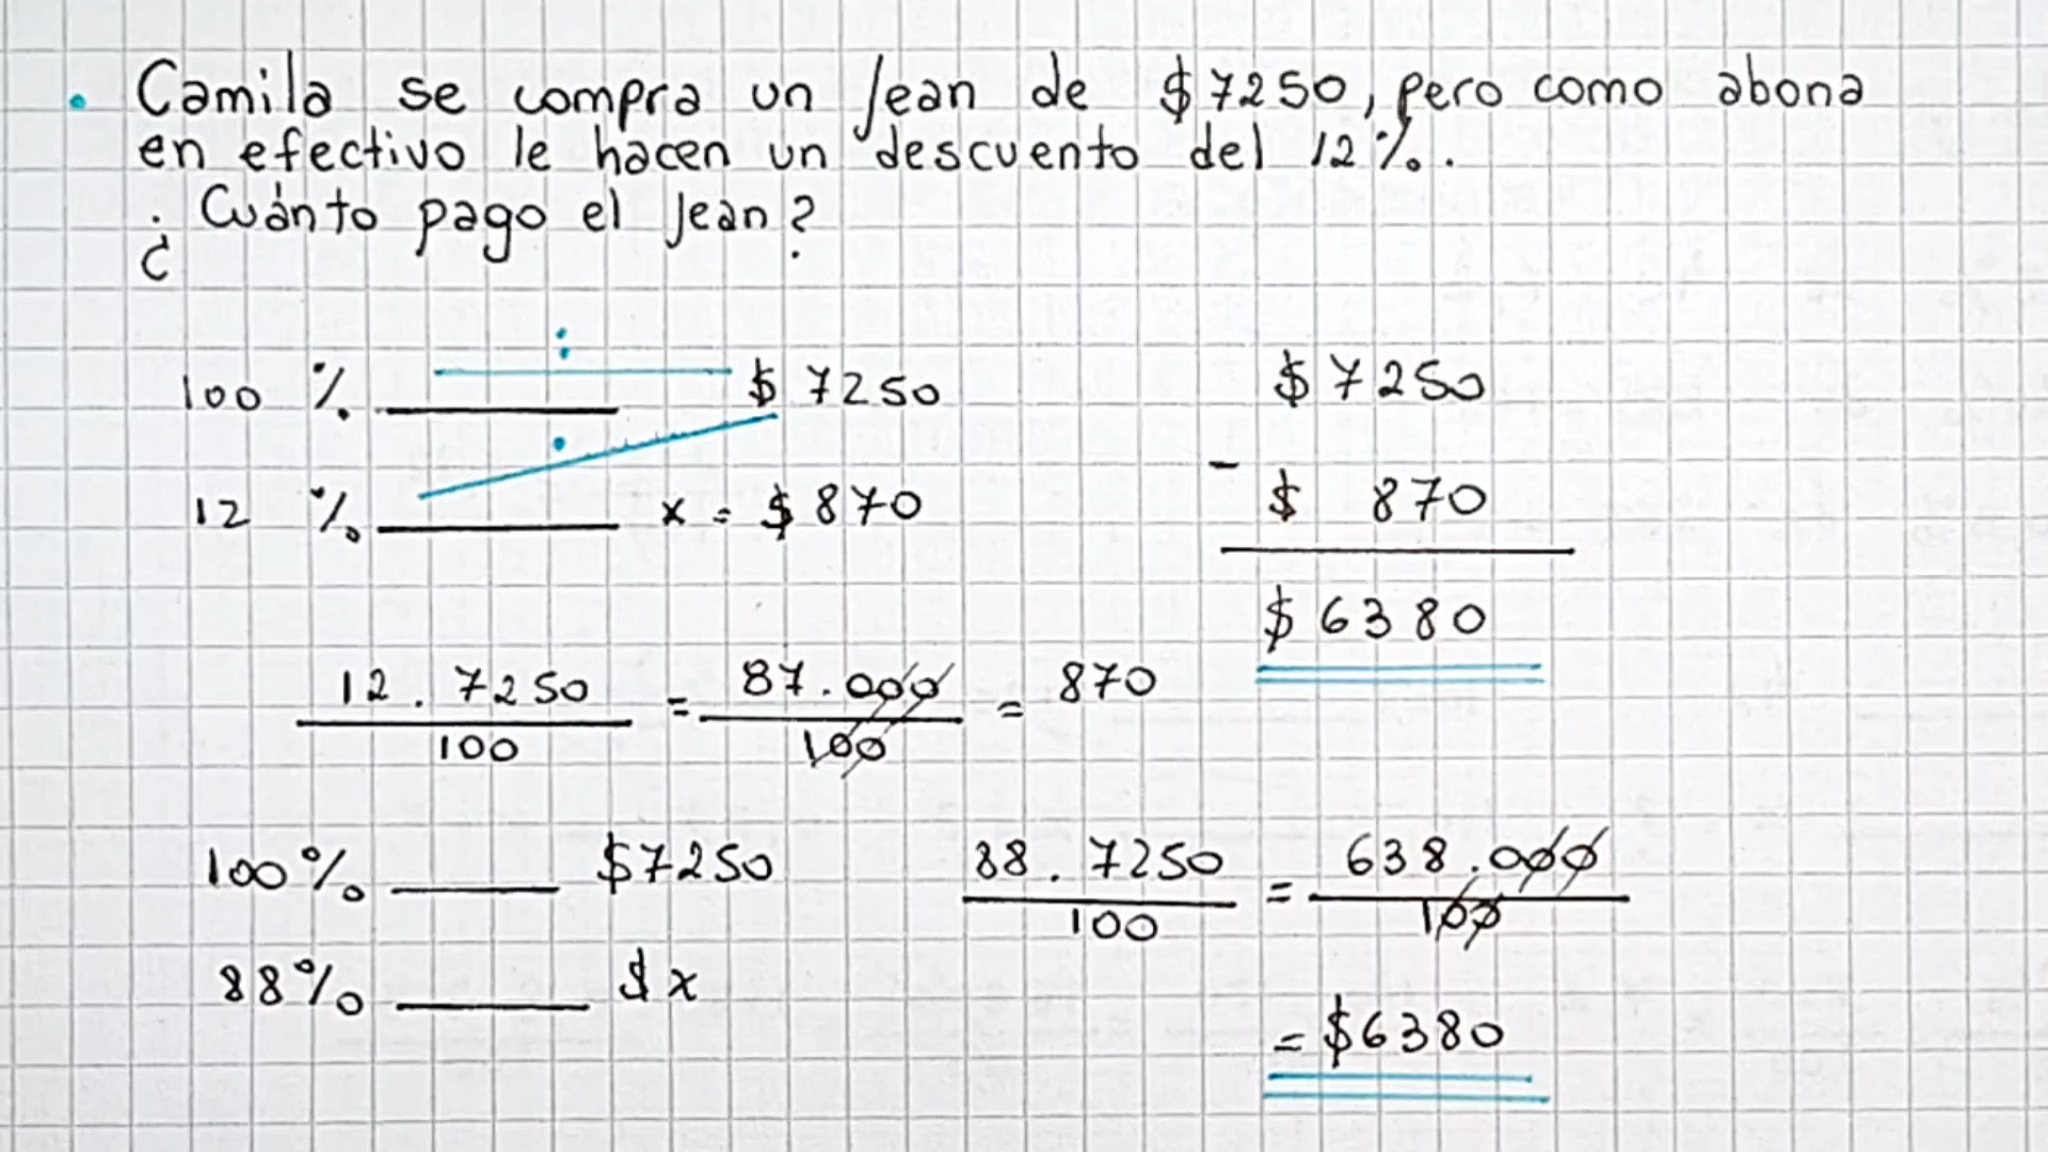 • Camila se compra un Jean de $7250, pero como abona
en efectivo le hacen un descuento del 12%.
¿Cuánto pago el Jean?
:
100 % — $ 7250
.
12 % — x = $870
$7250
- $ 870
$6380
12 . 7250 / 100 = 87.000 / 100 = 870
100% — $7250
88% — $x
88 . 7250 / 100 = 638.000 / 100
= $6380